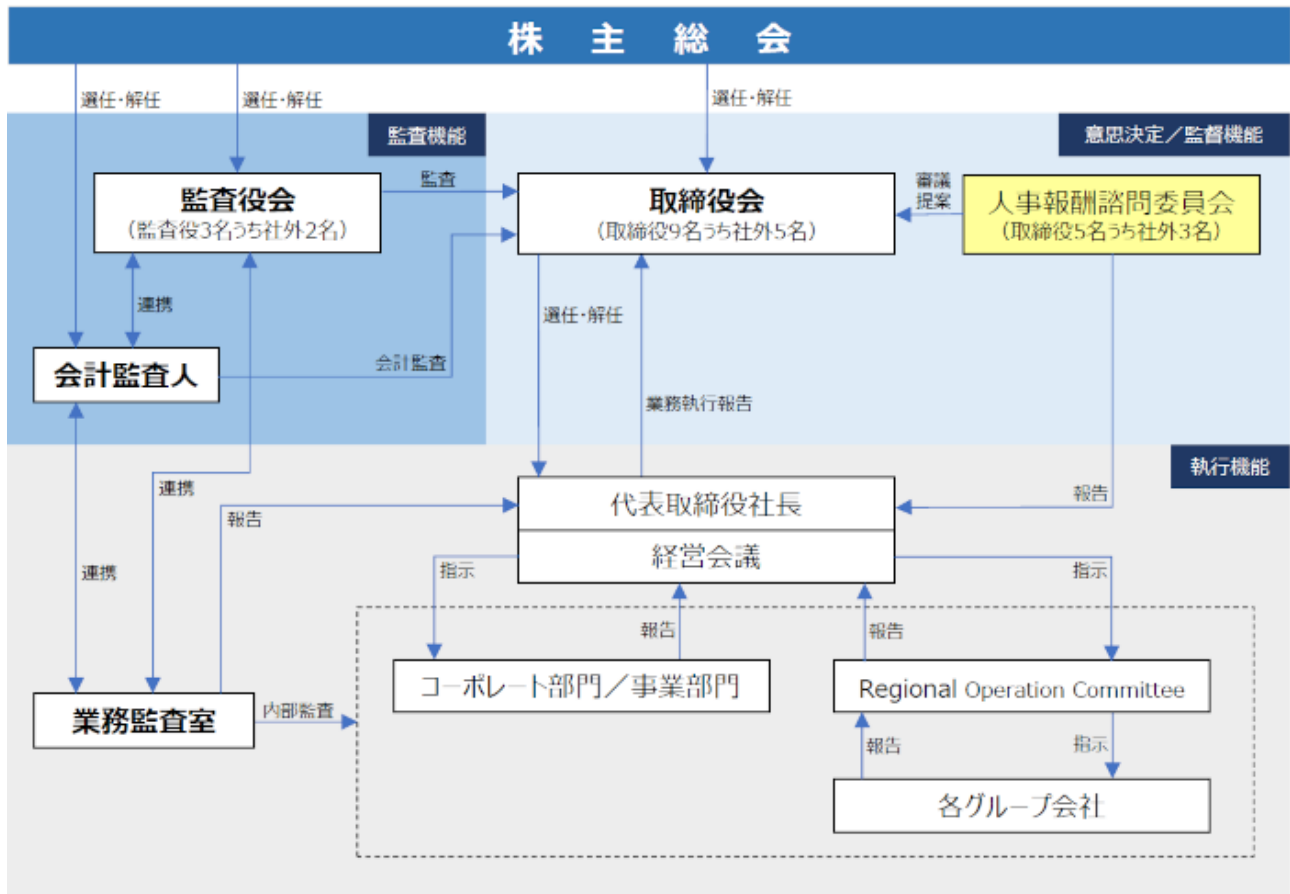 株主総会
選任・解任
選任・解任
選任・解任
監査機能
意思決定／監督機能
監査役会
（監査役3名うち社外2名）
監査
取締役会
（取締役9名うち社外5名）
審議
提案
人事報酬諮問委員会
（取締役5名うち社外3名）
連携
選任・解任
会計監査人
会計監査
業務執行報告
執行機能
連携
報告
代表取締役社長
報告
経営会議
連携
指示
指示
報告
報告
コーポレート部門／事業部門
Regional Operation Committee
業務監査室
内部監査
報告
指示
各グループ会社